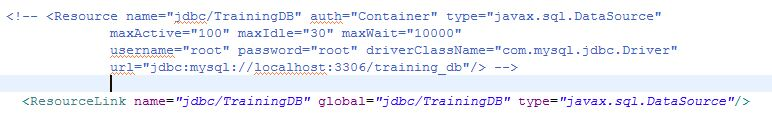 <!-- <Resource name="jdbc/TrainingDB" auth="Container" type="javax.sql.DataSource"
maxActive="100" maxIdle="30" maxWait="10000"
username="root" password="root" driverClassName="com.mysql.jdbc.Driver"
url="jdbc:mysql://localhost:3306/training_db"/> -->
<ResourceLink name="jdbc/TrainingDB" global="jdbc/TrainingDB" type="javax.sql.DataSource"/>